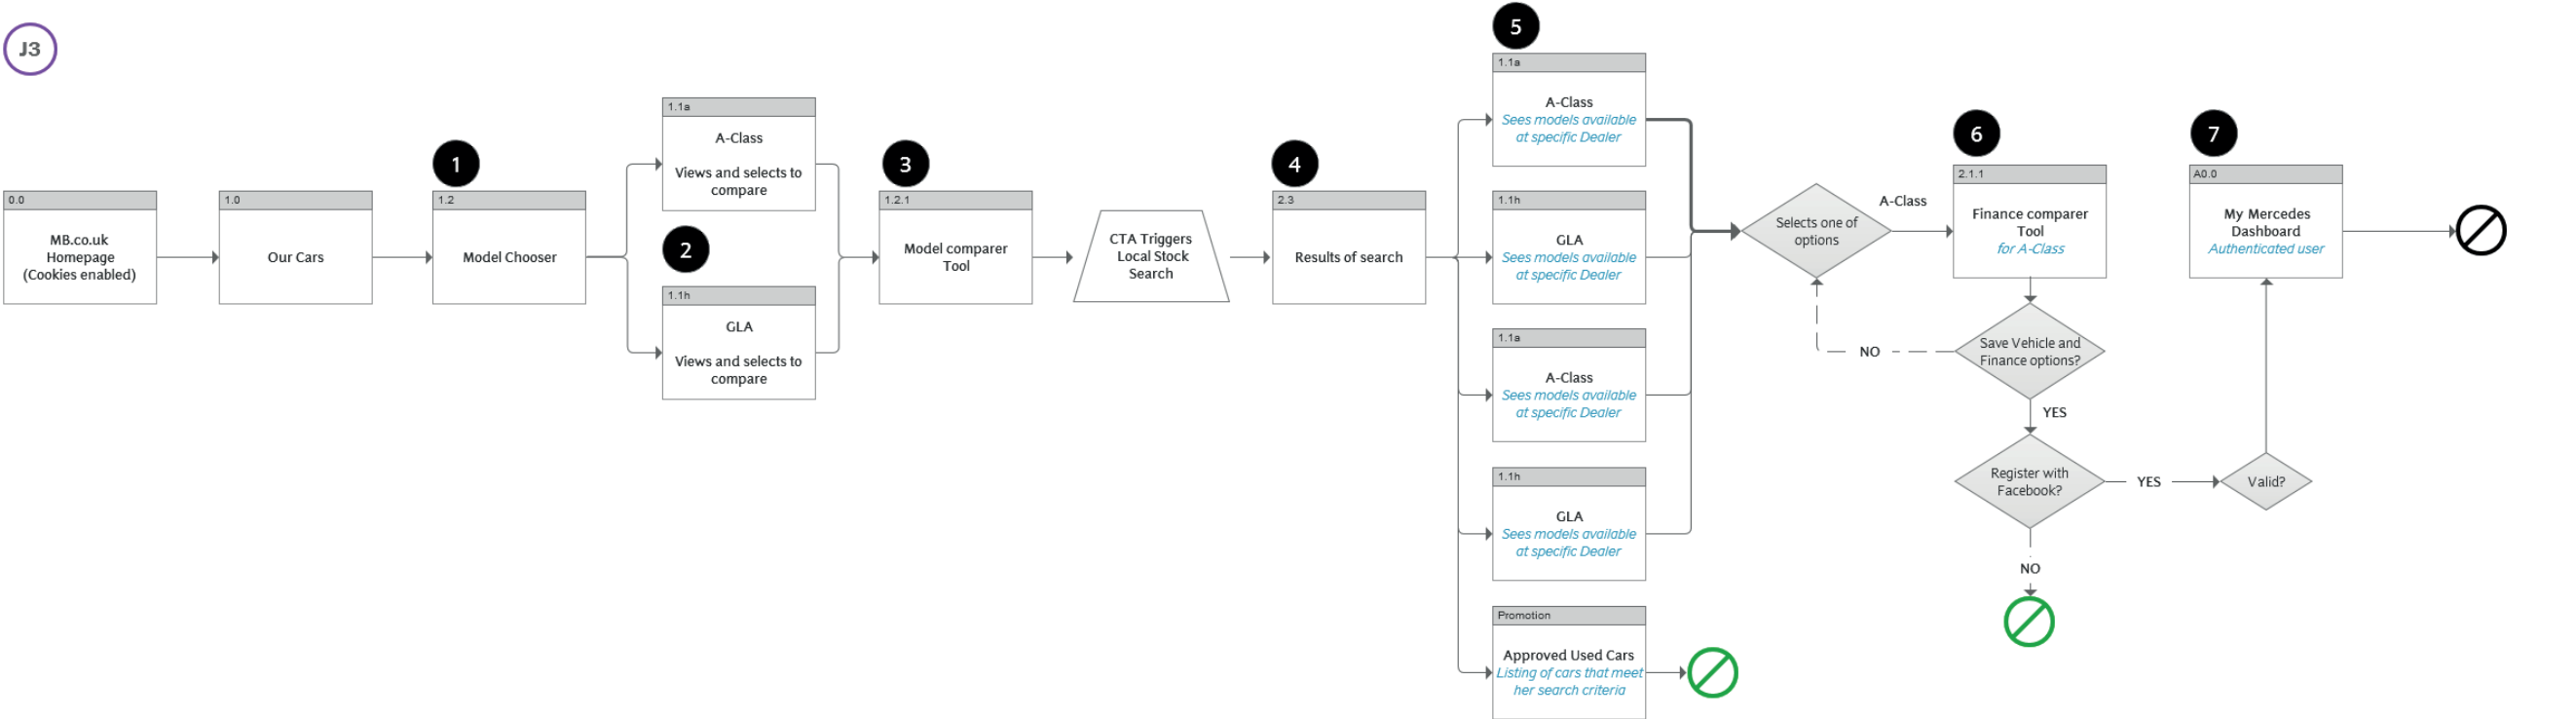 J3
0.0
MB.co.uk
Homepage
(Cookies enabled)
1.0
Our Cars
1
1.2
Model Chooser
1.1a
A-Class
Views and selects to
compare
2
1.1h
GLA
Views and selects to
compare
3
1.2.1
Model comparer
Tool
CTA Triggers
Local Stock
Search
4
2.3
Results of search
5
1.1a
A-Class
Sees models available
at specific Dealer
1.1h
GLA
Sees models available
at specific Dealer
1.1a
A-Class
Sees models available
at specific Dealer
1.1h
GLA
Sees models available
at specific Dealer
Promotion
Approved Used Cars
Listing of cars that meet
her search criteria
Selects one of
options
A-Class
6
2.1.1
Finance comparer
Tool
for A-Class
Save Vehicle and
Finance options?
NO
YES
Register with
Facebook?
NO
YES
Valid?
7
A0.0
My Mercedes
Dashboard
Authenticated user